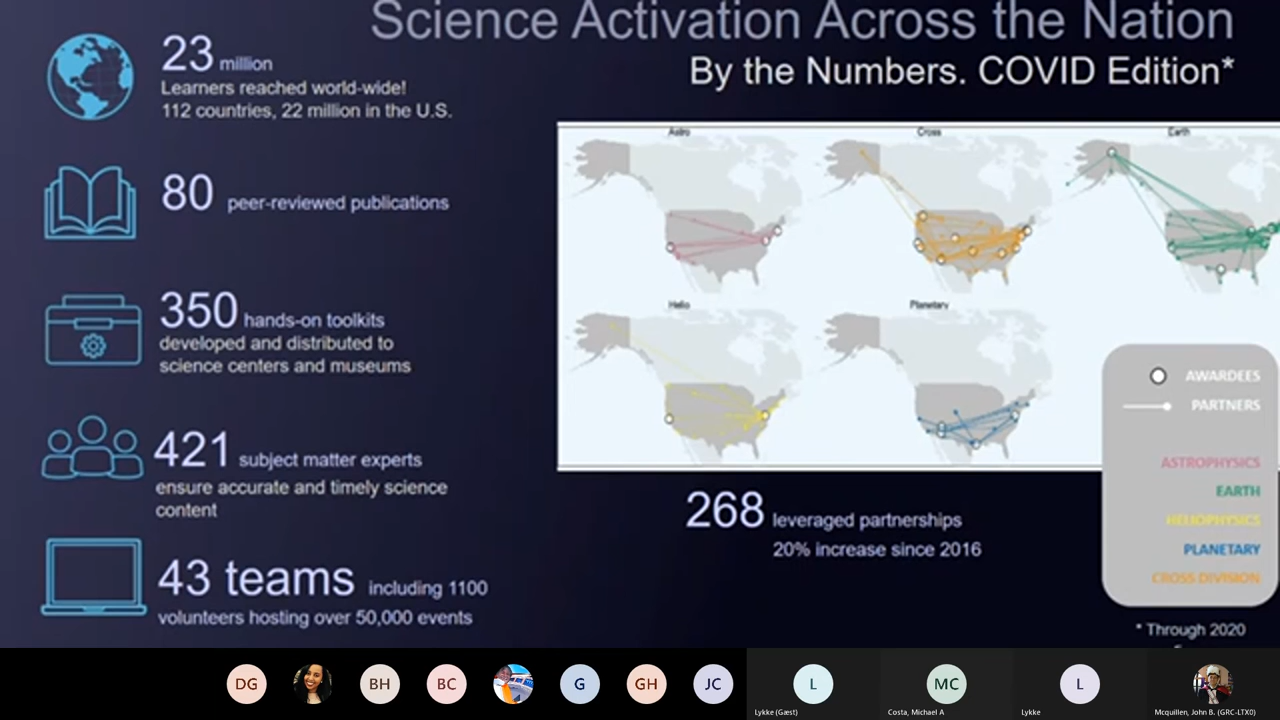 Science Activation Across the Nation
By the Numbers. COVID Edition*
23 million
Learners reached world-wide!
112 countries, 22 million in the U.S.
80 peer-reviewed publications
350 hands-on toolkits
developed and distributed to
science centers and museums
421 subject matter experts
ensure accurate and timely science
content
43 teams including 1100
volunteers hosting over 50,000 events
Astro
Cross
Earth
Helio
Planetary
AWARDEES
PARTNERS
ASTROPHYSICS
EARTH
HELIOPHYSICS
PLANETARY
CROSS DIVISION
268 leveraged partnerships
20% increase since 2016
* Through 2020
DG
BH
BC
G
GH
JC
L
MC
L
Lykke (Gæst)
Costa, Michael A
Lykke
Mcquillen, John B. (GRC-LTX0)